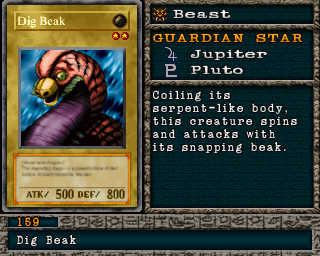 Dig Beak
ATK/ 500 DEF/ 800
Beast
GUARDIAN STAR
♃ Jupiter
♇ Pluto
Coiling its
serpent-like body,
this creature spins
and attacks with
its snapping beak.
159
Dig Beak